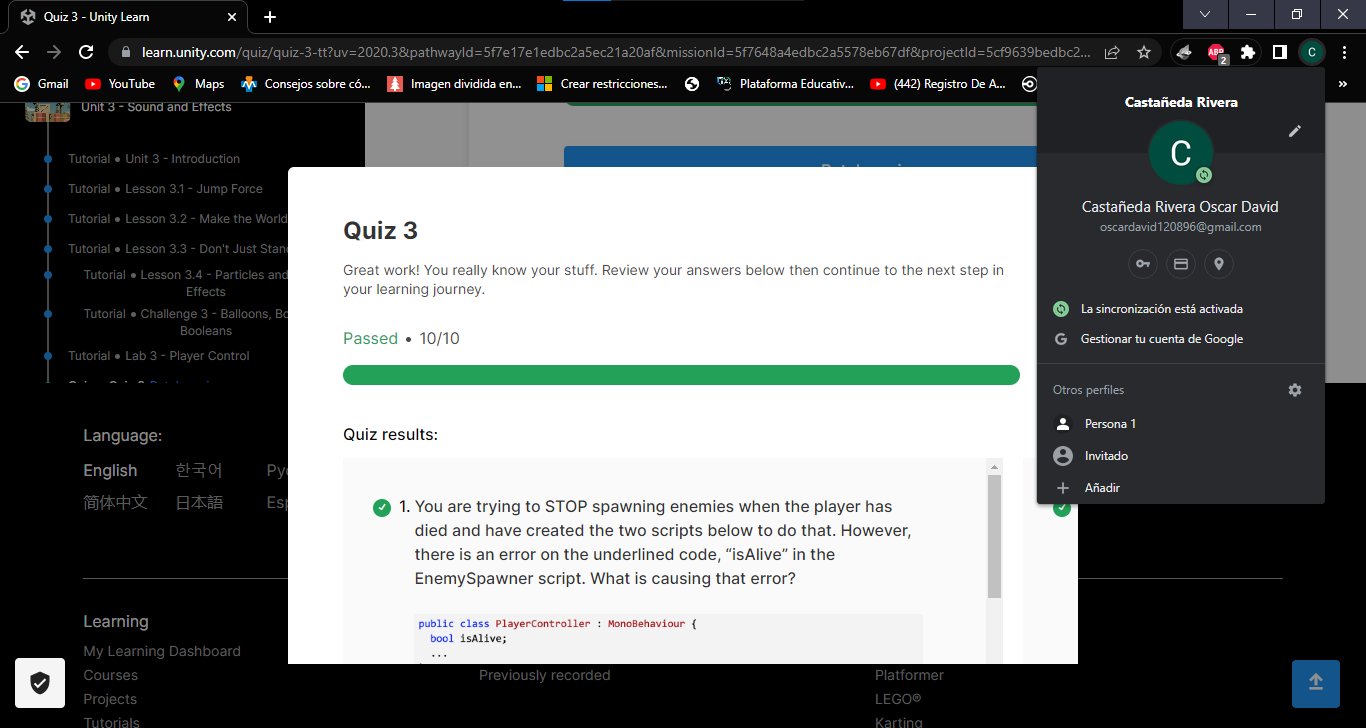 Quiz 3 - Unity Learn
learn.unity.com/quiz/quiz-3-tt?uv=2020.3&pathwayId=5f7e17e1edbc2a5ec21a20af&missionId=5f7648a4edbc2a5578eb67df&projectId=5cf9639bedbc2...
ABP 2
C
Gmail YouTube Maps Consejos sobre có... Imagen dividida en... Crear restricciones... Plataforma Educativ... (442) Registro De A... »
Unit 3 - Sound and Effects
Tutorial ● Unit 3 - Introduction
Tutorial ● Lesson 3.1 - Jump Force
Tutorial ● Lesson 3.2 - Make the World
Tutorial ● Lesson 3.3 - Don't Just Stand
Tutorial ● Lesson 3.4 - Particles and
Effects
Tutorial ● Challenge 3 - Balloons, Bo
Booleans
Tutorial ● Lab 3 - Player Control
Quiz 3
Great work! You really know your stuff. Review your answers below then continue to the next step in
your learning journey.
Passed • 10/10
Quiz results:
1. You are trying to STOP spawning enemies when the player has
died and have created the two scripts below to do that. However,
there is an error on the underlined code, “isAlive” in the
EnemySpawner script. What is causing that error?
public class PlayerController : MonoBehaviour {
bool isAlive;
...
Castañeda Rivera
C
Castañeda Rivera Oscar David
oscardavid120896@gmail.com
La sincronización está activada
G Gestionar tu cuenta de Google
Otros perfiles
Persona 1
Invitado
Añadir
Language:
English 한국어 Рус
简体中文 日本語 Esp
Learning
My Learning Dashboard
Courses
Projects
Tutorials
Previously recorded
Platformer
LEGO®
Karting